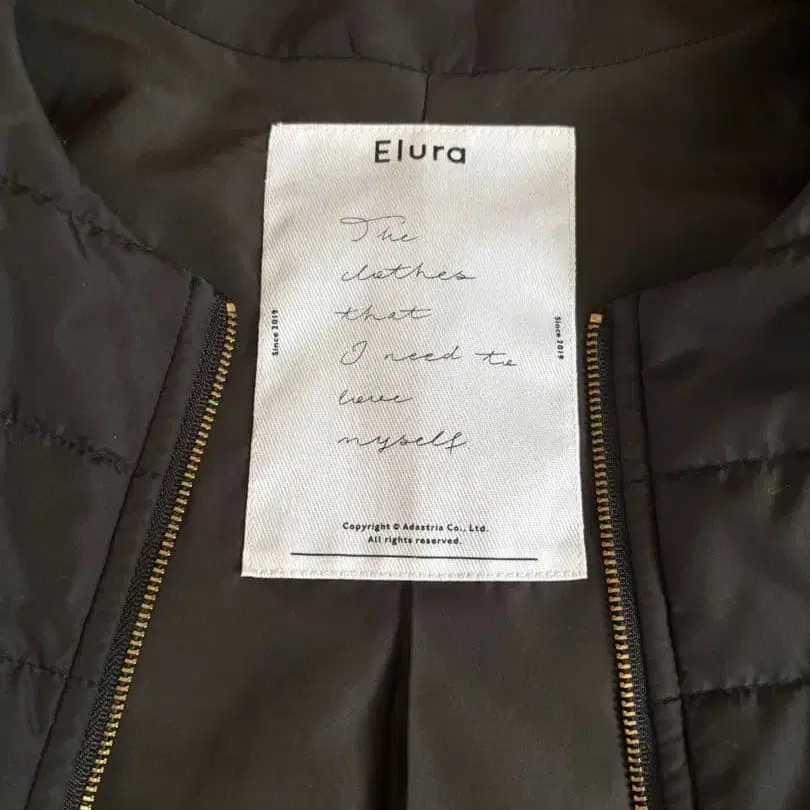 Elura
The
clothes
that
I need to
love
myself.
Since 2019
Since 2019
Copyright © Adastria Co., Ltd.
All rights reserved.